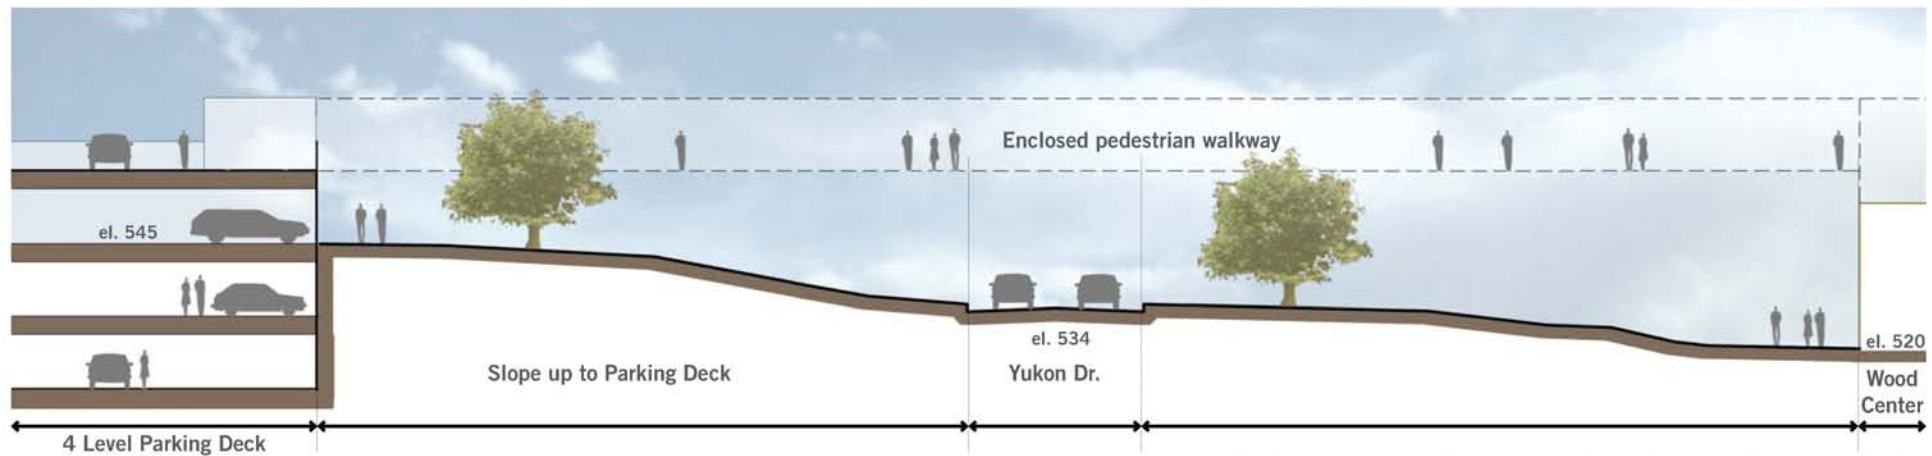 Enclosed pedestrian walkway
el. 545
el. 534
el. 520
Slope up to Parking Deck
Yukon Dr.
Wood
Center
4 Level Parking Deck